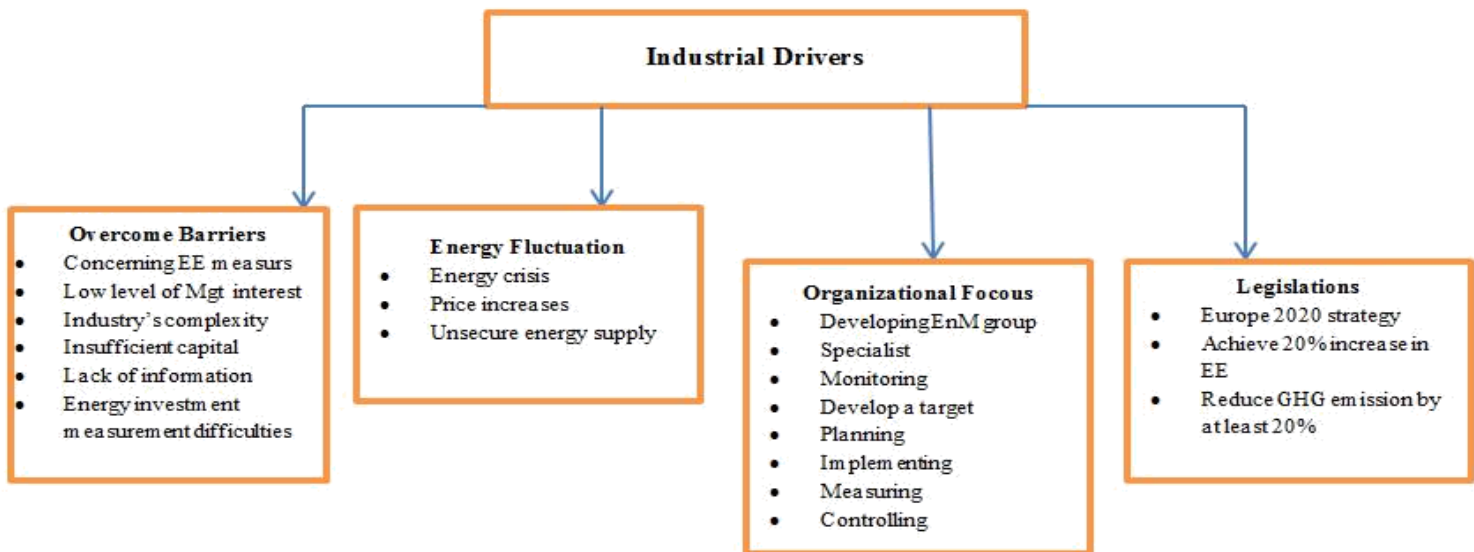 Industrial Drivers
Overcome Barriers
• Concerning EE measurs
• Low level of Mgt interest
• Industry's complexity
• Insufficient capital
• Lack of information
• Energy investment
measurement difficulties
Energy Fluctuation
• Energy crisis
• Price increases
• Unsecure energy supply
Organizational Focous
• Developing EnM group
• Specialist
• Monitoring
• Develop a target
• Planning
• Implementing
• Measuring
• Controlling
Legislations
• Europe 2020 strategy
• Achieve 20% increase in
EE
• Reduce GHG emission by
at least 20%